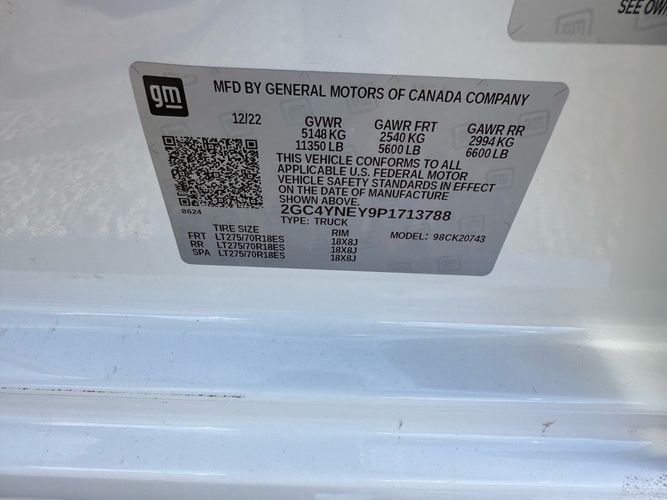 SEE OWN
gm
MFD BY GENERAL MOTORS OF CANADA COMPANY
12/22 GVWR GAWR FRT GAWR RR
5148 KG 2540 KG 2994 KG
11350 LB 5600 LB 6600 LB
THIS VEHICLE CONFORMS TO ALL
APPLICABLE U.S. FEDERAL MOTOR
VEHICLE SAFETY STANDARDS IN EFFECT
ON THE DATE OF MANUFACTURE
SHOWN ABOVE.
BG24 2GC4YNEY9P1713788
TYPE: TRUCK
TIRE SIZE RIM MODEL: 98CK20743
FRT LT275/70R18ES 18X8J
RR LT275/70R18ES 18X8J
SPA LT275/70R18ES 18X8J